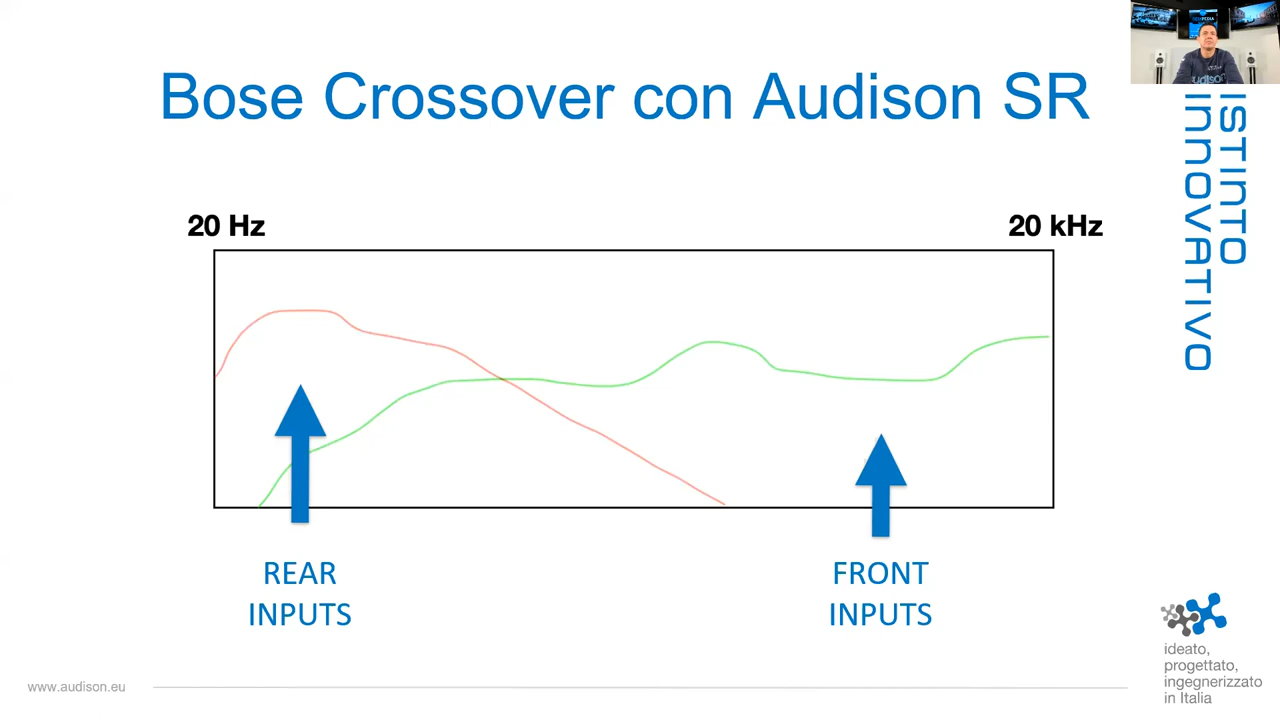 Bose Crossover con Audison SR
ISTINTO
INNOVATIVO
20 Hz
20 kHz
REAR
INPUTS
FRONT
INPUTS
ideato,
progettato,
ingegnerizzato
in Italia
www.audison.eu